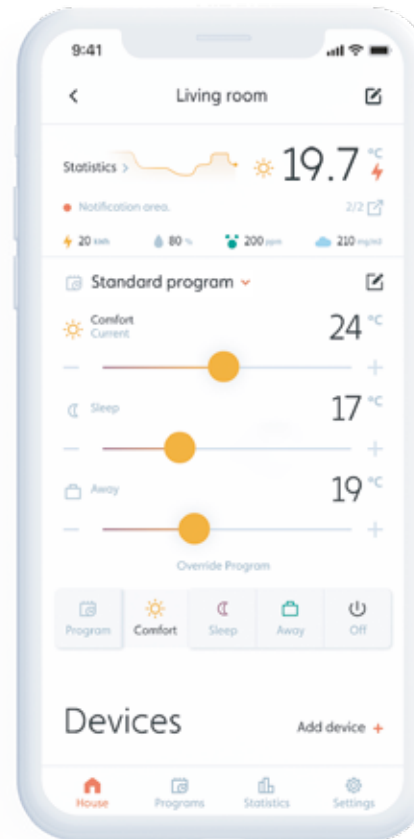 9:41
Living room
Statistics > 19.7 °C
Notification area. 2/2
20 kWh 80 % 200 ppm 210 mg/m3
Standard program
Comfort 24 °C
Current
− +
Sleep 17 °C
− +
Away 19 °C
− +
Override Program
Program Comfort Sleep Away Off
Devices Add device +
House Programs Statistics Settings